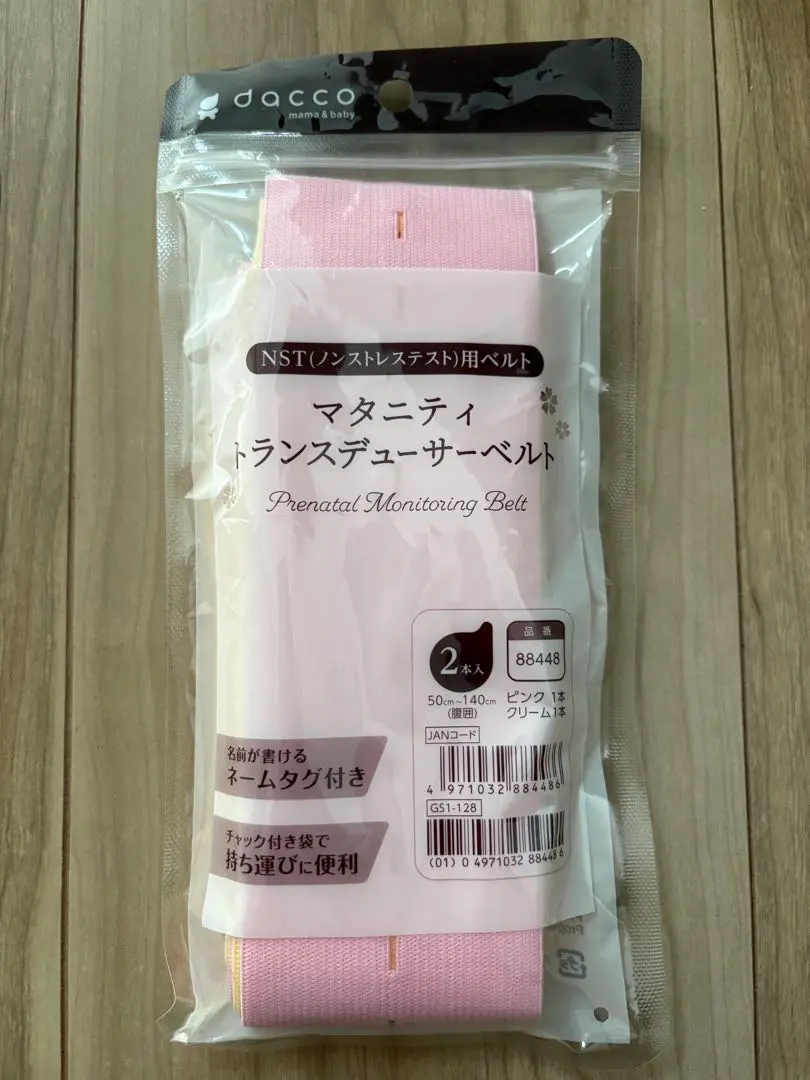 dacco
mama & baby
NST(ノンストレステスト)用ベルト
マタニティ
トランスデューサーベルト
Prenatal Monitoring Belt
2本入
品番
88448
50cm~140cm
(腹囲)
ピンク 1本
クリーム1本
JANコード
4 971032 884486
GS1-128
(01) 0 4971032 88448 6
名前が書ける
ネームタグ付き
チャック付き袋で
持ち運びに便利
プラ